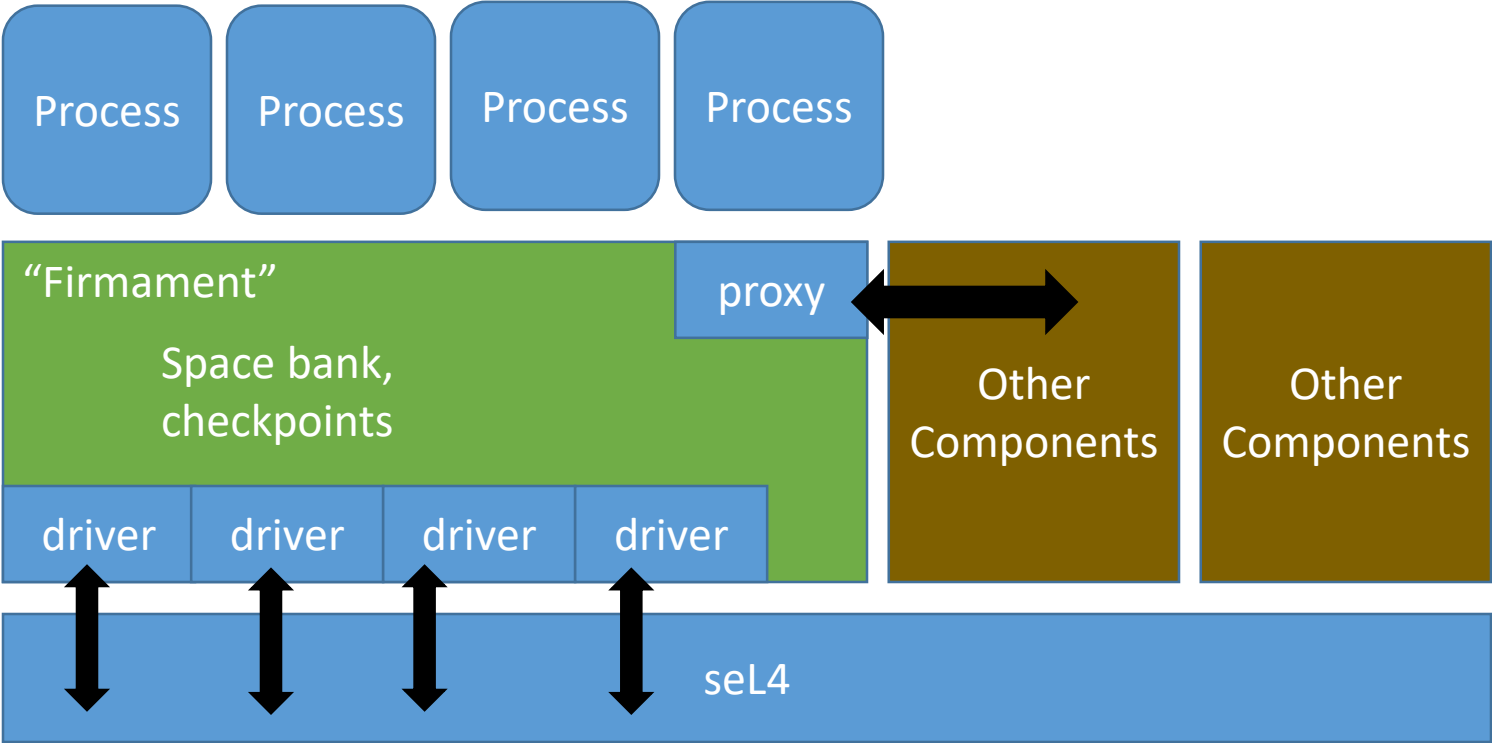 Process
Process
Process
Process
“Firmament”
proxy
Space bank,
checkpoints
Other
Components
Other
Components
driver
driver
driver
driver
seL4